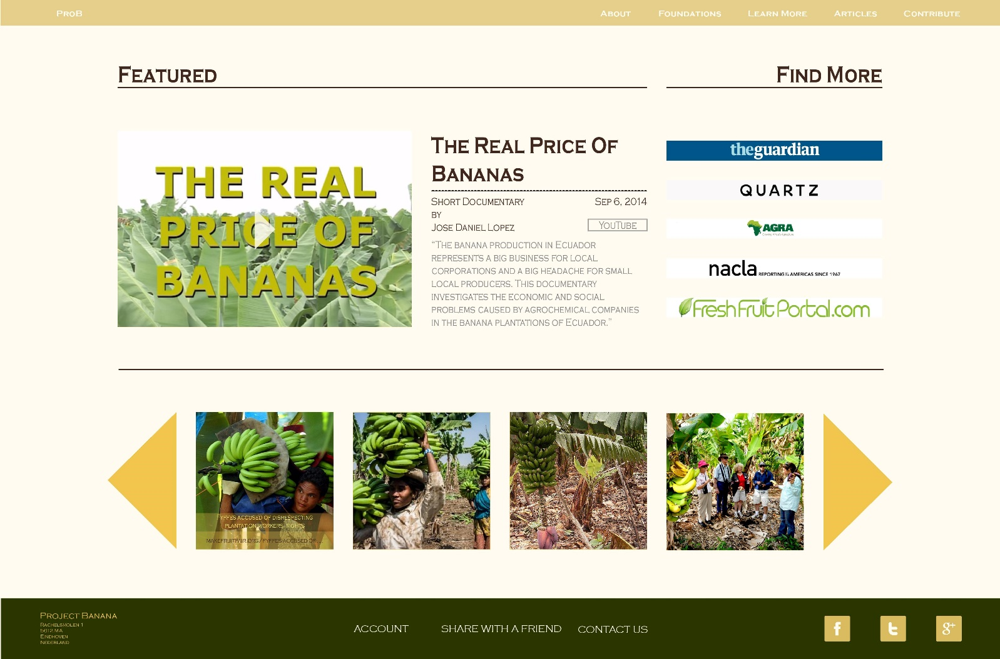 ProB
About
Foundations
Learn More
Articles
Contribute
Featured
Find More
THE REAL
PRICE OF
BANANAS
The Real Price Of
Bananas
Short Documentary
by
Jose Daniel Lopez
Sep 6, 2014
YouTube
“The banana production in Ecuador
represents a big business for local
corporations and a big headache for small
local producers. This documentary
investigates the economic and social
problems caused by agrochemical companies
in the banana plantations of Ecuador.”
theguardian
QUARTZ
AGRA
Growing Africa's Agriculture
nacla REPORTING ON THE AMERICAS SINCE 1967
FreshFruitPortal.com
Fyffes accused of disrespecting
plantation workers' rights
makefruitfair.org/fyffes-accused-of ...
Project Banana
Rachelsmolen 1
5612 MA
Eindhoven
Nederland
ACCOUNT
SHARE WITH A FRIEND
CONTACT US
f
t
g+